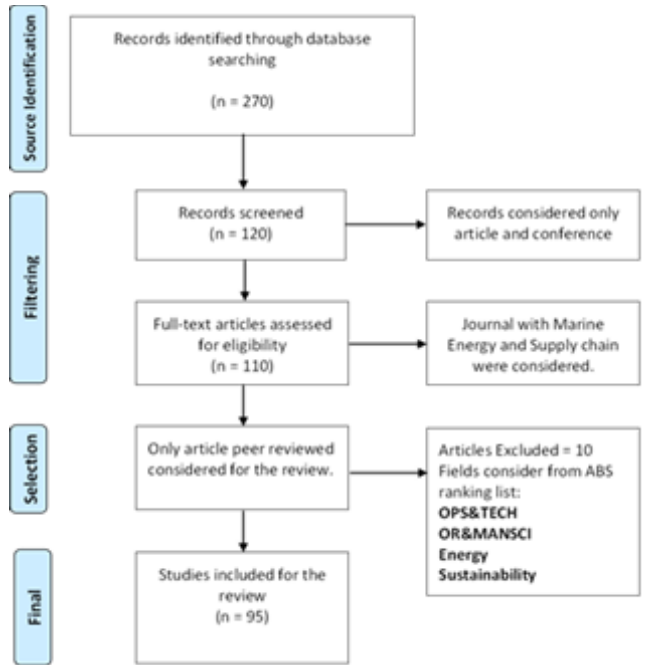 Source Identification
Records identified through database
searching
(n = 270)
Filtering
Records screened
(n = 120)
Records considered only
article and conference
Full-text articles assessed
for eligibility
(n = 110)
Journal with Marine
Energy and Supply chain
were considered.
Selection
Only article peer reviewed
considered for the review.
Articles Excluded = 10
Fields consider from ABS
ranking list:
OPS&TECH
OR&MANSCI
Energy
Sustainability
Final
Studies included for the
review
(n = 95)